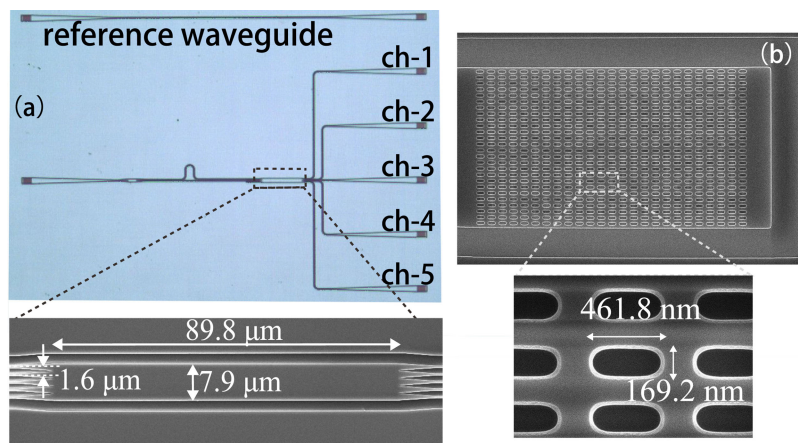 reference waveguide
(a)
ch-1
ch-2
ch-3
ch-4
ch-5
89.8 μm
1.6 μm
7.9 μm
(b)
461.8 nm
169.2 nm